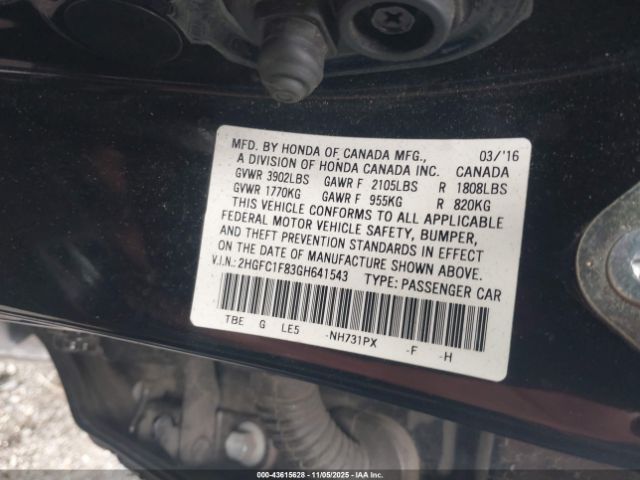 MFD. BY HONDA OF CANADA MFG., 03/'16
A DIVISION OF HONDA CANADA INC. CANADA
GVWR 3902LBS GAWR F 2105LBS R 1808LBS
GVWR 1770KG GAWR F 955KG R 820KG
THIS VEHICLE CONFORMS TO ALL APPLICABLE
FEDERAL MOTOR VEHICLE SAFETY, BUMPER,
AND THEFT PREVENTION STANDARDS IN EFFECT
ON THE DATE OF MANUFACTURE SHOWN ABOVE.
V.I.N.: 2HGFC1F83GH641543 TYPE: PASSENGER CAR
TBE G LE5 -NH731PX -F -H
000-43615628 - 11/05/2025 - IAA Inc.